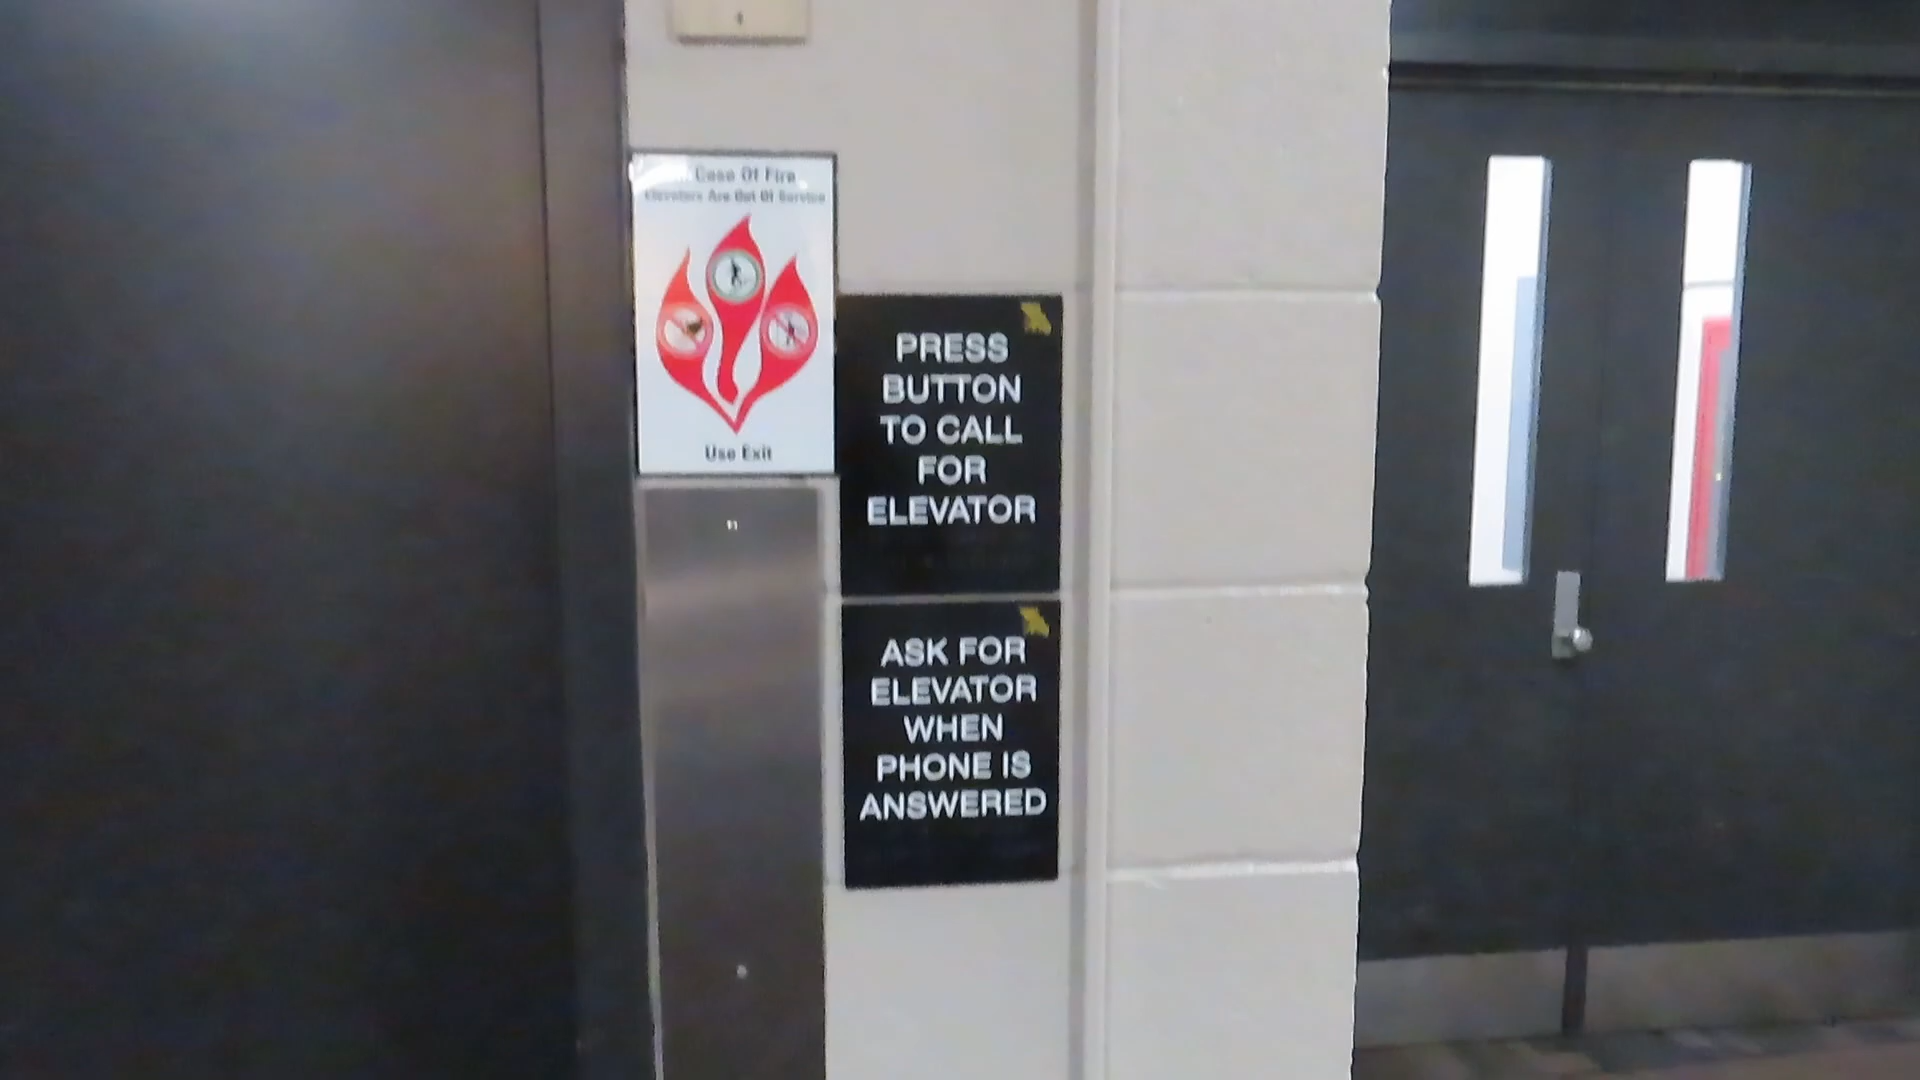 Case Of Fire
Elevators Are Out Of Service
Use Exit
PRESS
BUTTON
TO CALL
FOR
ELEVATOR
ASK FOR
ELEVATOR
WHEN
PHONE IS
ANSWERED